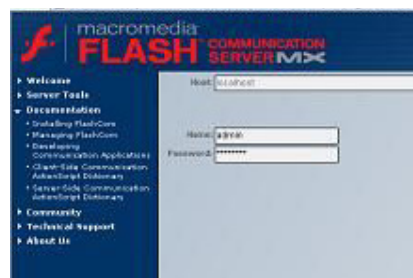 macromedia
FLASH COMMUNICATION
SERVER MX
Welcome
Server Tools
Documentation
• Installing FlashCom
• Managing FlashCom
• Developing
Communication Applications
• Client-Side Communication
ActionScript Dictionary
• Server-Side Communication
ActionScript Dictionary
Community
Technical Support
About Us
Host: localhost
Name: admin
Password: ********